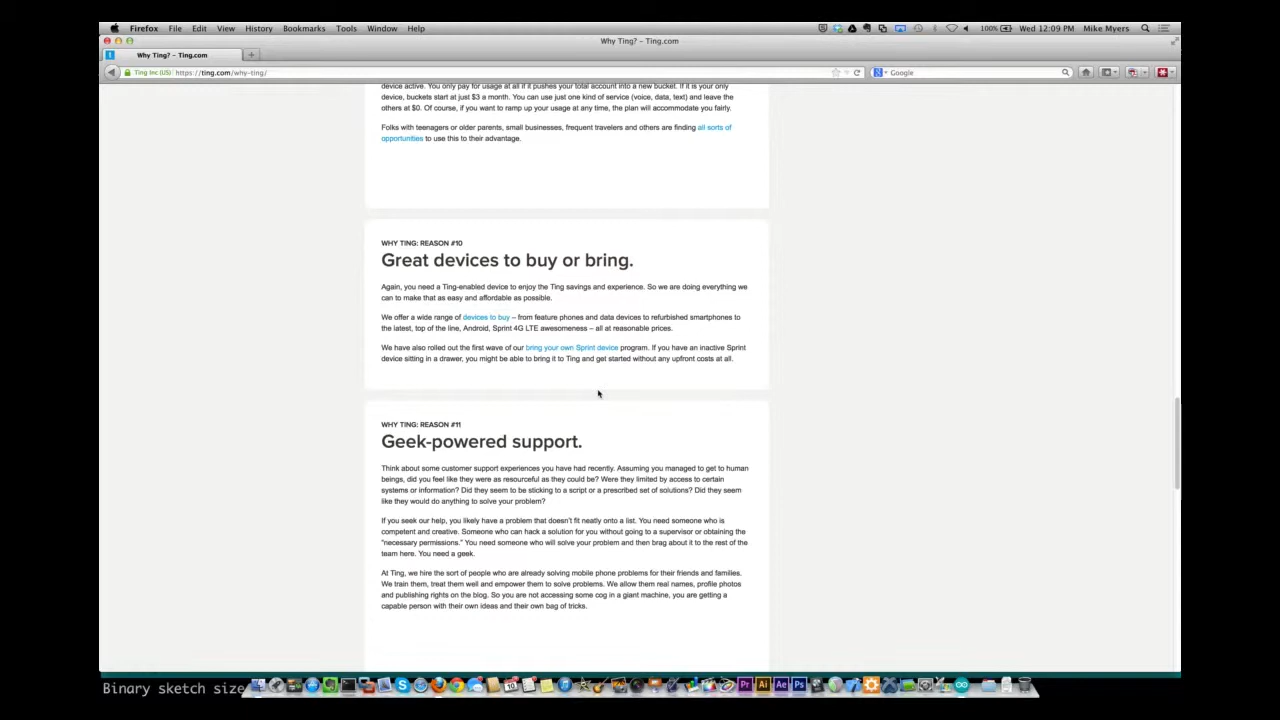 Firefox File Edit View History Bookmarks Tools Window Help 100% Wed 12:09 PM Mike Myers
Why Ting? – Ting.com
Why Ting? – Ting.com
Ting Inc (US) https://ting.com/why-ting/ Google
device active. You only pay for usage at all if it pushes your total account into a new bucket. If it is your only
device, buckets start at just $3 a month. You can use just one kind of service (voice, data, text) and leave the
others at $0. Of course, if you want to ramp up your usage at any time, the plan will accommodate you fairly.
Folks with teenagers or older parents, small businesses, frequent travelers and others are finding all sorts of
opportunities to use this to their advantage.
WHY TING: REASON #10
Great devices to buy or bring.
Again, you need a Ting-enabled device to enjoy the Ting savings and experience. So we are doing everything we
can to make that as easy and affordable as possible.
We offer a wide range of devices to buy – from feature phones and data devices to refurbished smartphones to
the latest, top of the line, Android, Sprint 4G LTE awesomeness – all at reasonable prices.
We have also rolled out the first wave of our bring your own Sprint device program. If you have an inactive Sprint
device sitting in a drawer, you might be able to bring it to Ting and get started without any upfront costs at all.
WHY TING: REASON #11
Geek-powered support.
Think about some customer support experiences you have had recently. Assuming you managed to get to human
beings, did you feel like they were as resourceful as they could be? Were they limited by access to certain
systems or information? Did they seem to be sticking to a script or a prescribed set of solutions? Did they seem
like they would do anything to solve your problem?
If you seek our help, you likely have a problem that doesn't fit neatly onto a list. You need someone who is
competent and creative. Someone who can hack a solution for you without going to a supervisor or obtaining the
"necessary permissions." You need someone who will solve your problem and then brag about it to the rest of the
team here. You need a geek.
At Ting, we hire the sort of people who are already solving mobile phone problems for their friends and families.
We train them, treat them well and empower them to solve problems. We allow them real names, profile photos
and publishing rights on the blog. So you are not accessing some cog in a giant machine, you are getting a
capable person with their own ideas and their own bag of tricks.
Binary sketch size
Pr Ai Ae Ps